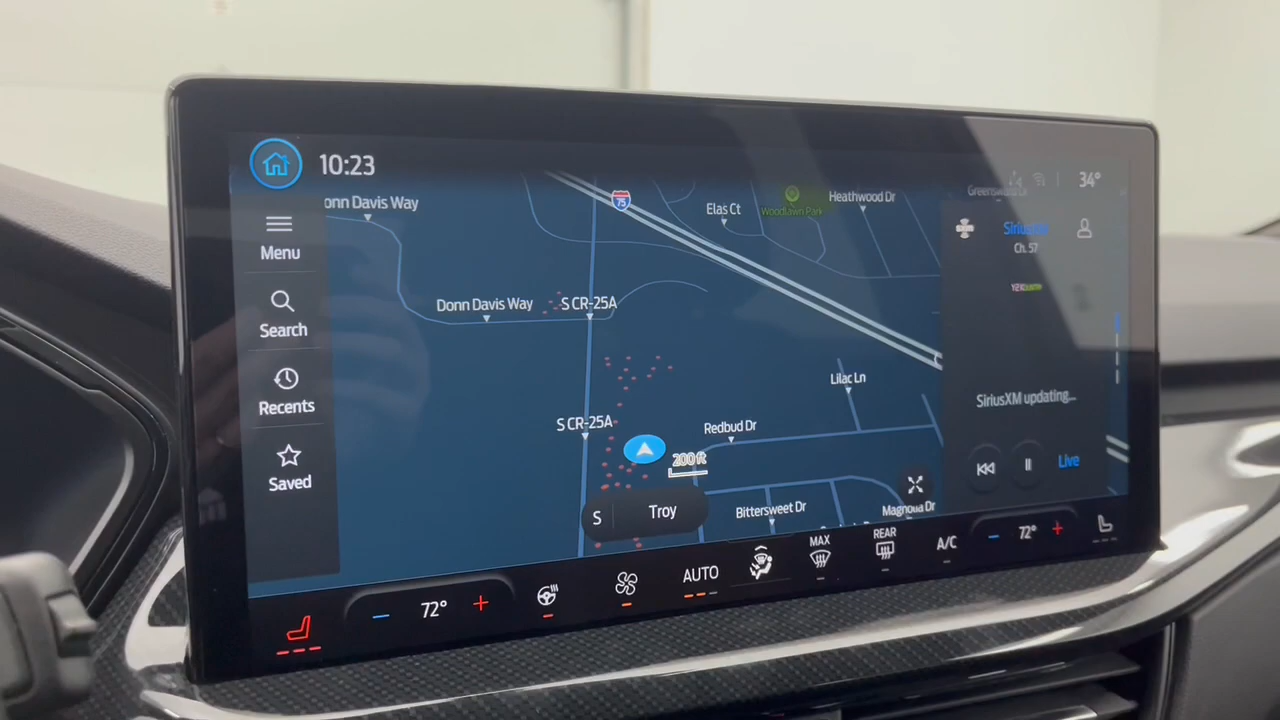 10:23
34°
Menu
Search
Recents
Saved
onn Davis Way
75
Elas Ct
Woodlawn Park
Heathwood Dr
Donn Davis Way
S CR-25A
Lilac Ln
S CR-25A
Redbud Dr
200 ft
S
Troy
Bittersweet Dr
Magnolia Dr
Ch. 57
SiriusXM updating...
Live
72°
AUTO
MAX
REAR
A/C
72°